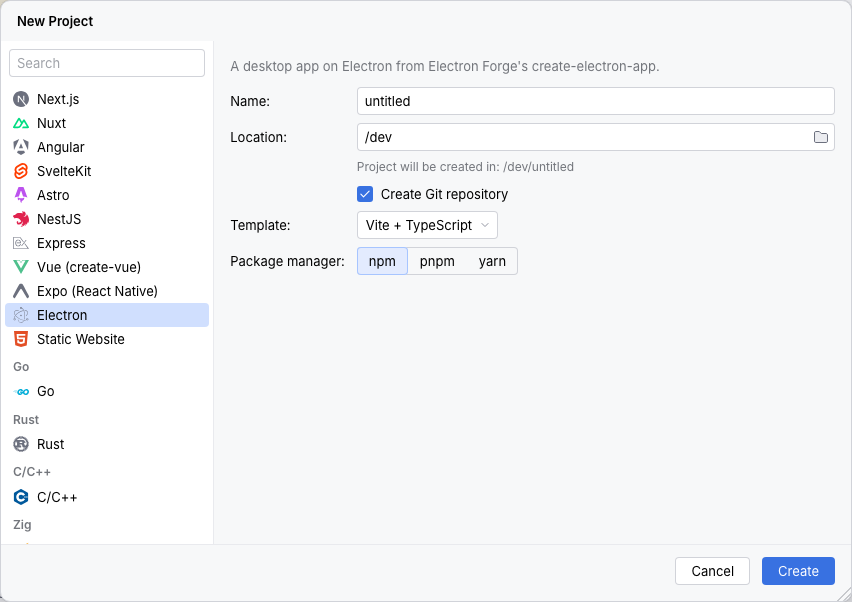 New Project
Search
Next.js
Nuxt
Angular
SvelteKit
Astro
NestJS
Express
Vue (create-vue)
Expo (React Native)
Electron
Static Website
Go
Go
Rust
Rust
C/C++
C/C++
Zig
A desktop app on Electron from Electron Forge's create-electron-app.
Name: untitled
Location: /dev
Project will be created in: /dev/untitled
Create Git repository
Template: Vite + TypeScript
Package manager: npm pnpm yarn
Cancel Create